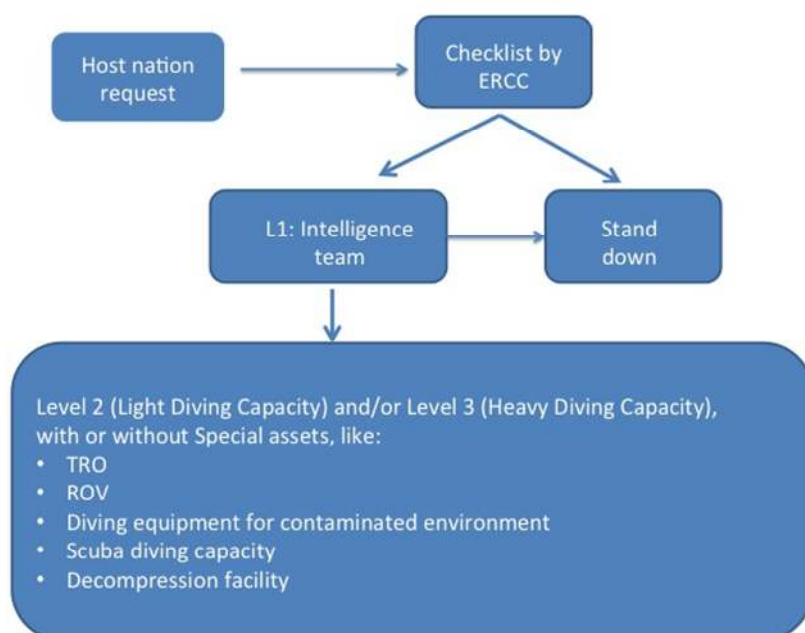 Host nation
request
Checklist by
ERCC
L1: Intelligence
team
Stand
down
Level 2 (Light Diving Capacity) and/or Level 3 (Heavy Diving Capacity),
with or without Special assets, like:
• TRO
• ROV
• Diving equipment for contaminated environment
• Scuba diving capacity
• Decompression facility